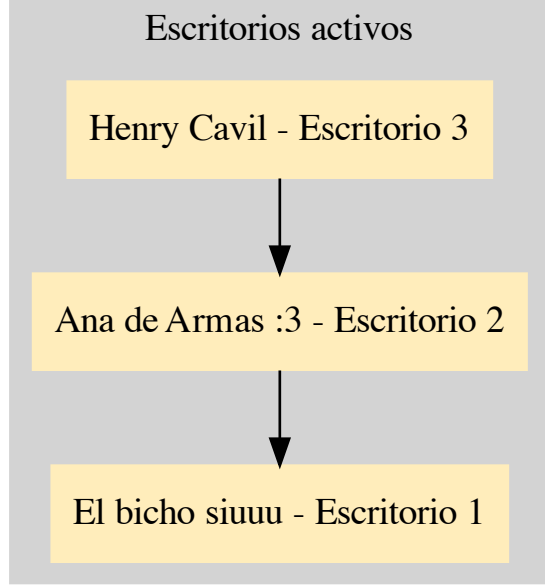 Escritorios activos
Henry Cavil - Escritorio 3
Ana de Armas :3 - Escritorio 2
El bicho siuuu - Escritorio 1